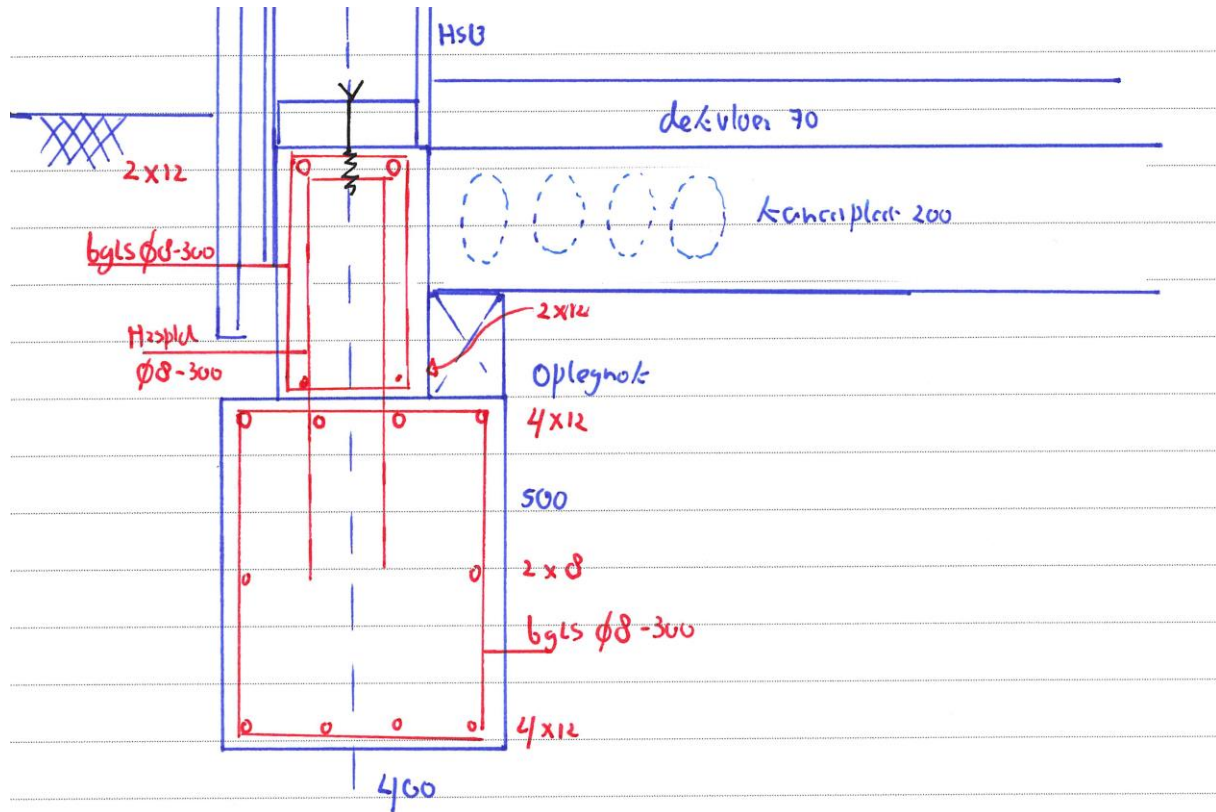 HSB
dekvloer 70
2x12
kanaalplaat 200
bgls ø8-300
2x12
Haspld
ø8-300
oplegnok
4x12
500
2x8
bgls ø8-300
4x12
400